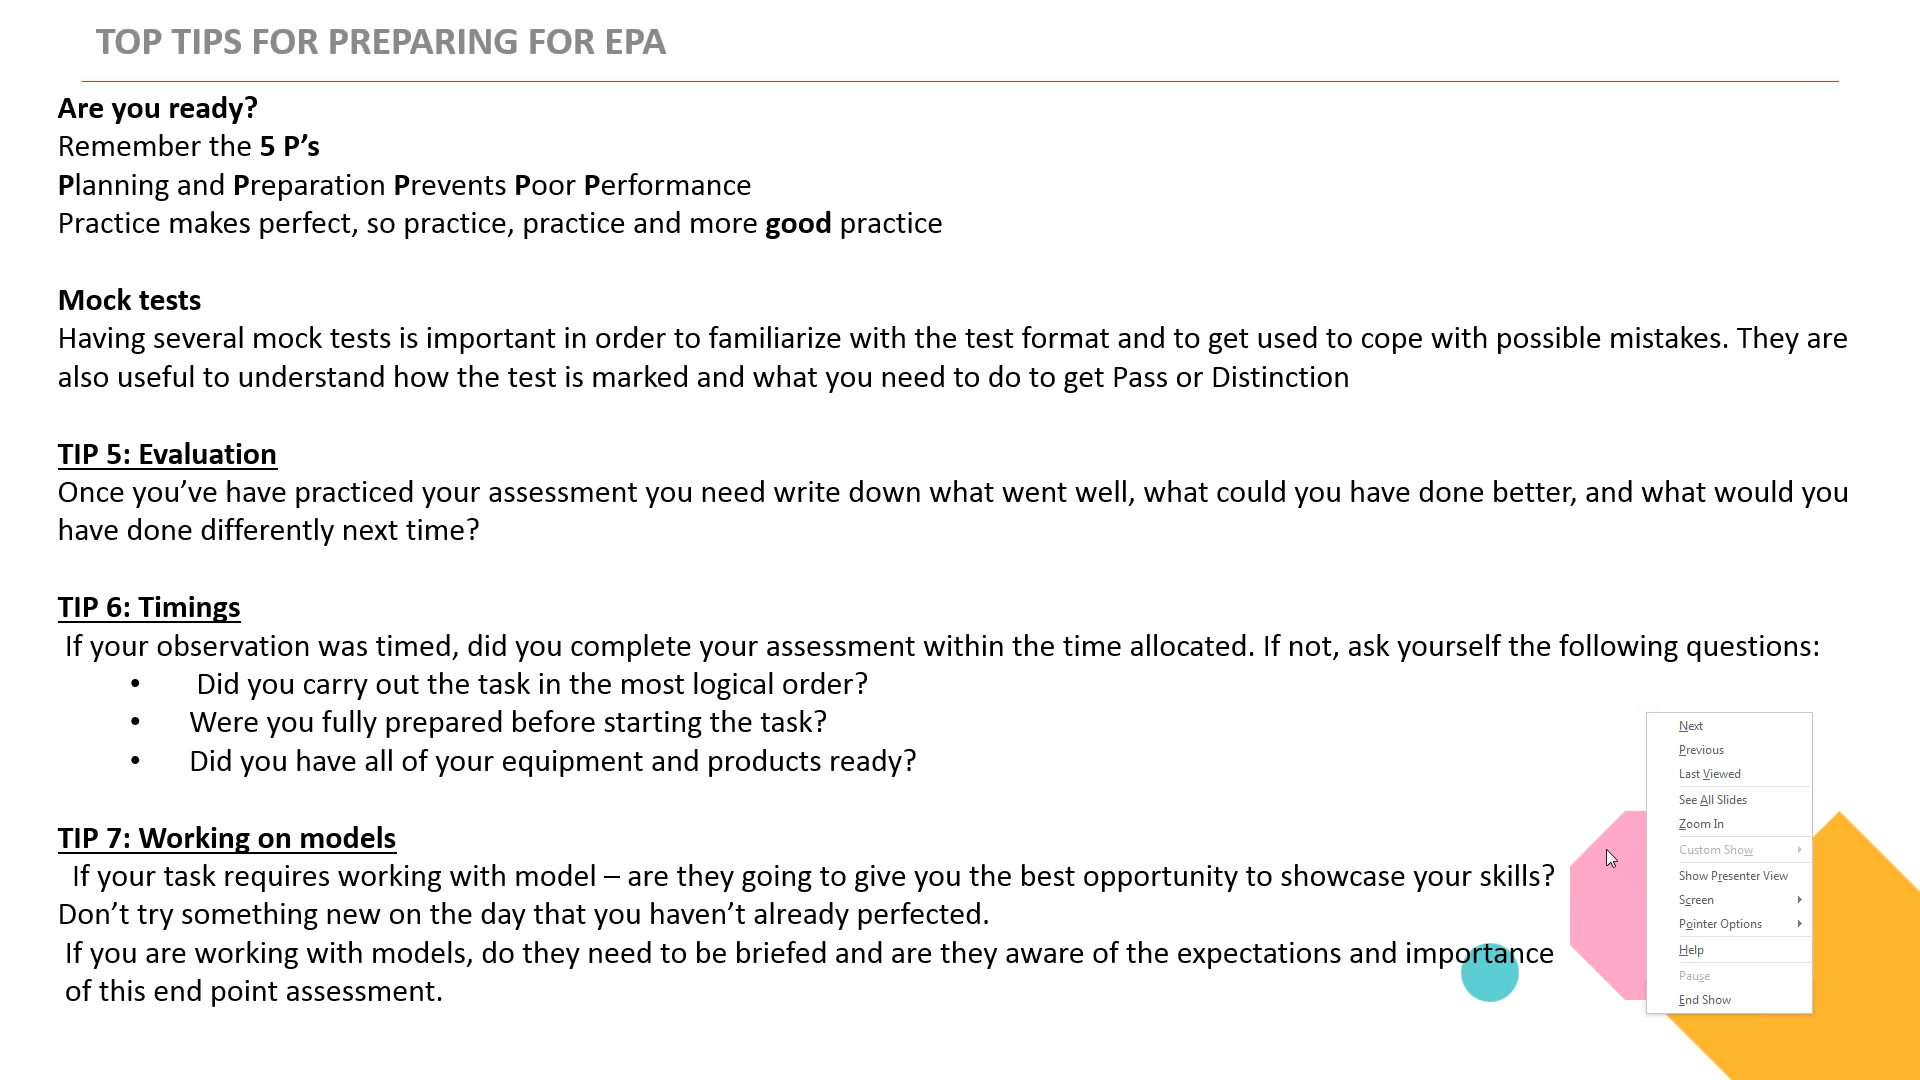 TOP TIPS FOR PREPARING FOR EPA
Are you ready?
Remember the 5 P’s
Planning and Preparation Prevents Poor Performance
Practice makes perfect, so practice, practice and more good practice
Mock tests
Having several mock tests is important in order to familiarize with the test format and to get used to cope with possible mistakes. They are
also useful to understand how the test is marked and what you need to do to get Pass or Distinction
TIP 5: Evaluation
Once you’ve have practiced your assessment you need write down what went well, what could you have done better, and what would you
have done differently next time?
TIP 6: Timings
If your observation was timed, did you complete your assessment within the time allocated. If not, ask yourself the following questions:
• Did you carry out the task in the most logical order?
• Were you fully prepared before starting the task?
• Did you have all of your equipment and products ready?
TIP 7: Working on models
If your task requires working with model – are they going to give you the best opportunity to showcase your skills?
Don’t try something new on the day that you haven’t already perfected.
If you are working with models, do they need to be briefed and are they aware of the expectations and importance
of this end point assessment.
Next
Previous
Last Viewed
See All Slides
Zoom In
Custom Show
Show Presenter View
Screen
Pointer Options
Help
Pause
End Show